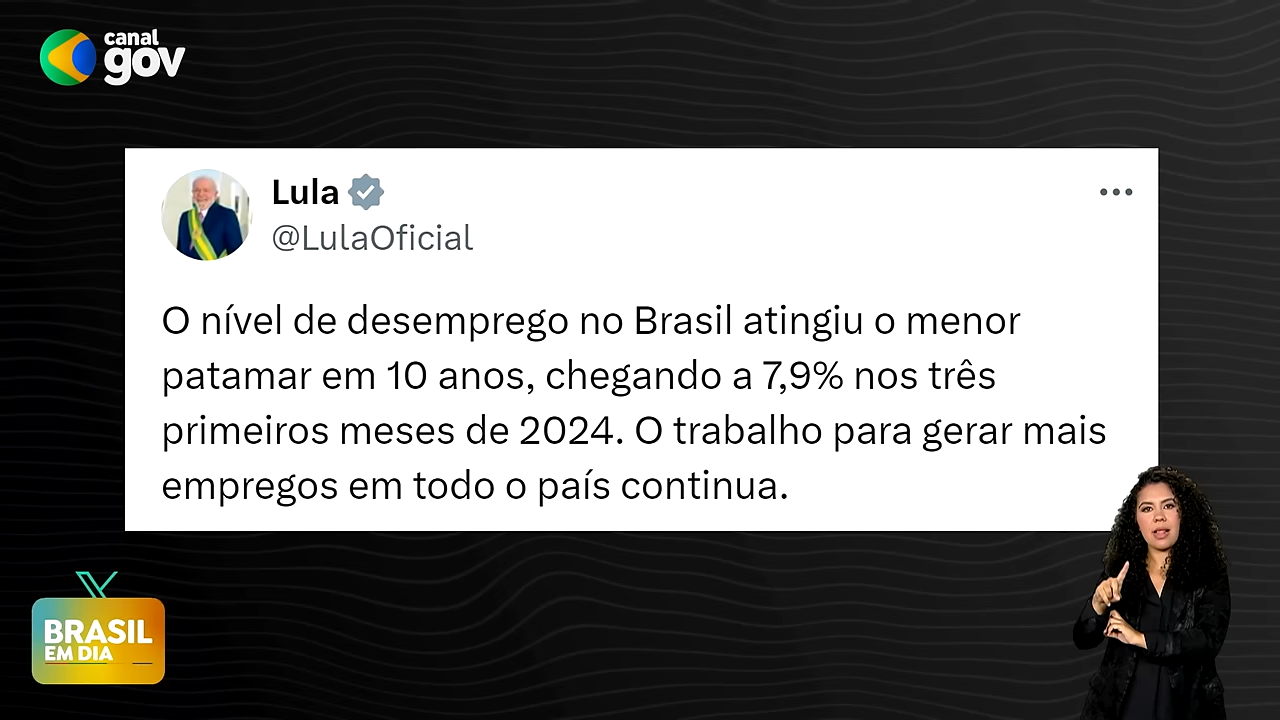 canal
gov
Lula
@LulaOficial
O nível de desemprego no Brasil atingiu o menor
patamar em 10 anos, chegando a 7,9% nos três
primeiros meses de 2024. O trabalho para gerar mais
empregos em todo o país continua.
BRASIL
EM DIA